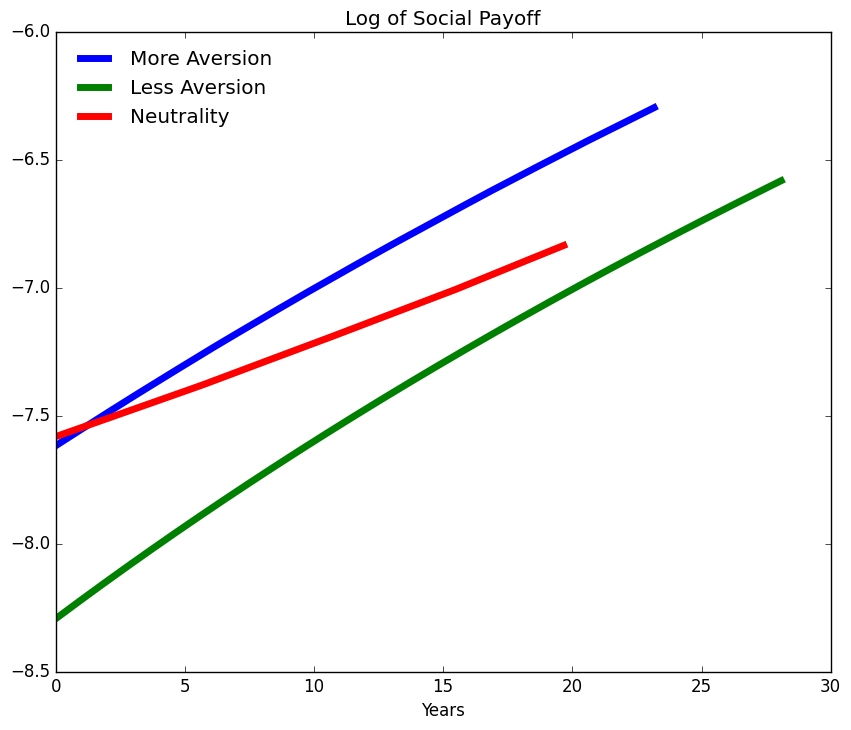 Log of Social Payoff
−6.0
More Aversion
Less Aversion
Neutrality
−6.5
−7.0
−7.5
−8.0
−8.5
0 5 10 15 20 25 30
Years